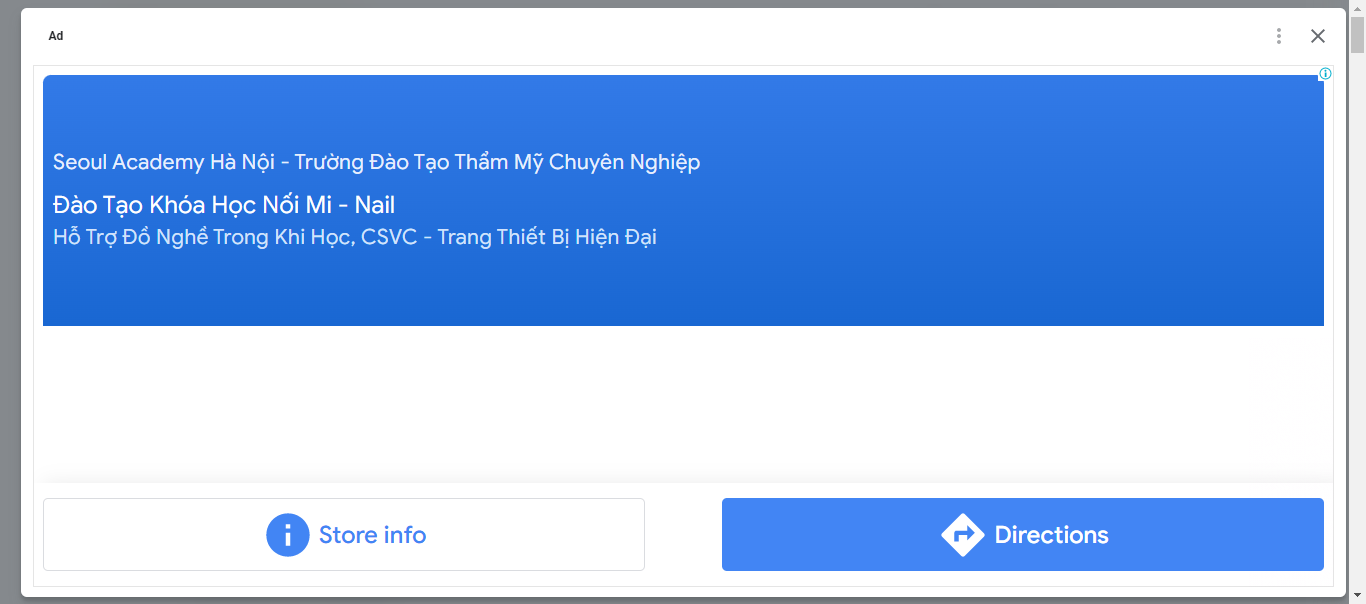 Ad
Seoul Academy Hà Nội - Trường Đào Tạo Thẩm Mỹ Chuyên Nghiệp
Đào Tạo Khóa Học Nối Mi - Nail
Hỗ Trợ Đồ Nghề Trong Khi Học, CSVC - Trang Thiết Bị Hiện Đại
Store info
Directions